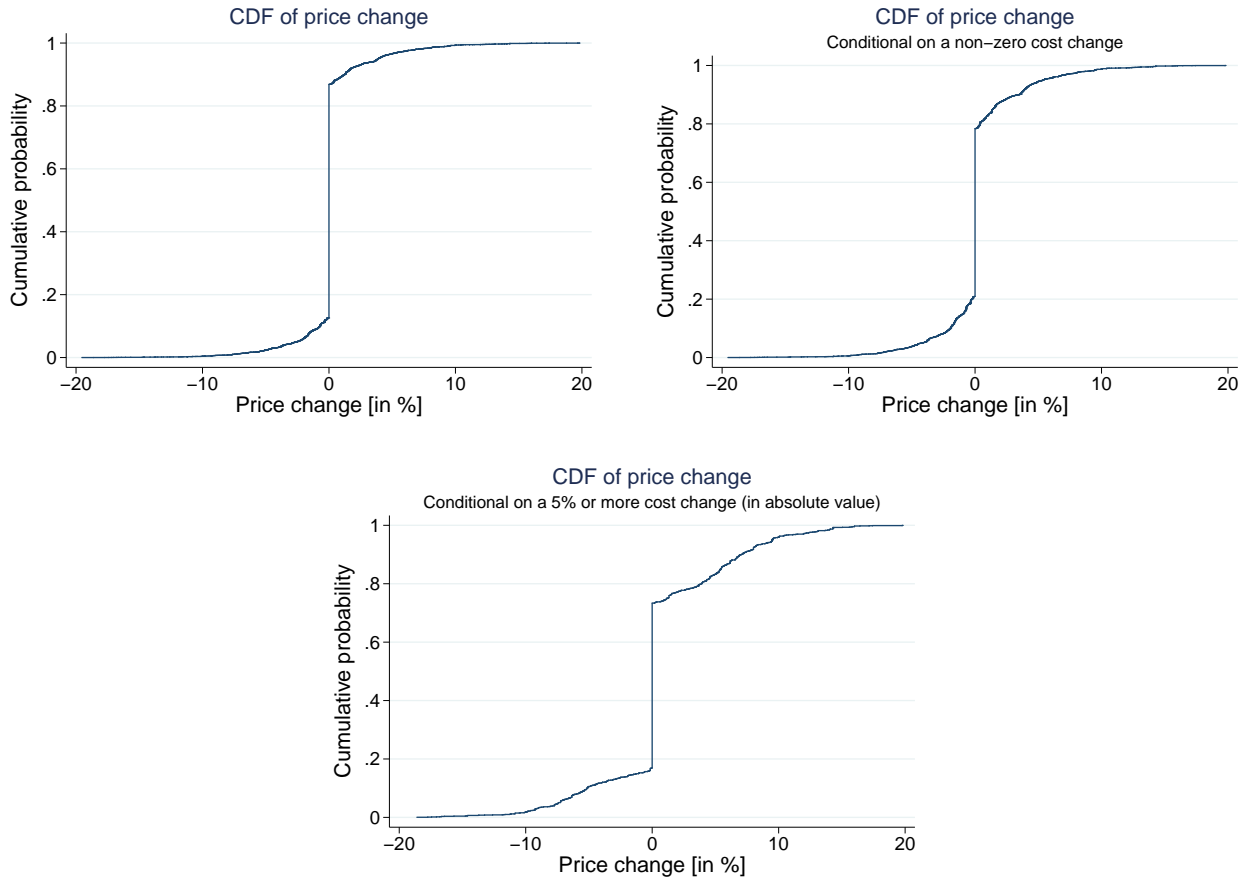 CDF of price change
1
.8
.6
.4
.2
0
Cumulative probability
−20 −10 0 10 20
Price change [in %]
CDF of price change
Conditional on a non−zero cost change
1
.8
.6
.4
.2
0
Cumulative probability
−20 −10 0 10 20
Price change [in %]
CDF of price change
Conditional on a 5% or more cost change (in absolute value)
1
.8
.6
.4
.2
0
Cumulative probability
−20 −10 0 10 20
Price change [in %]